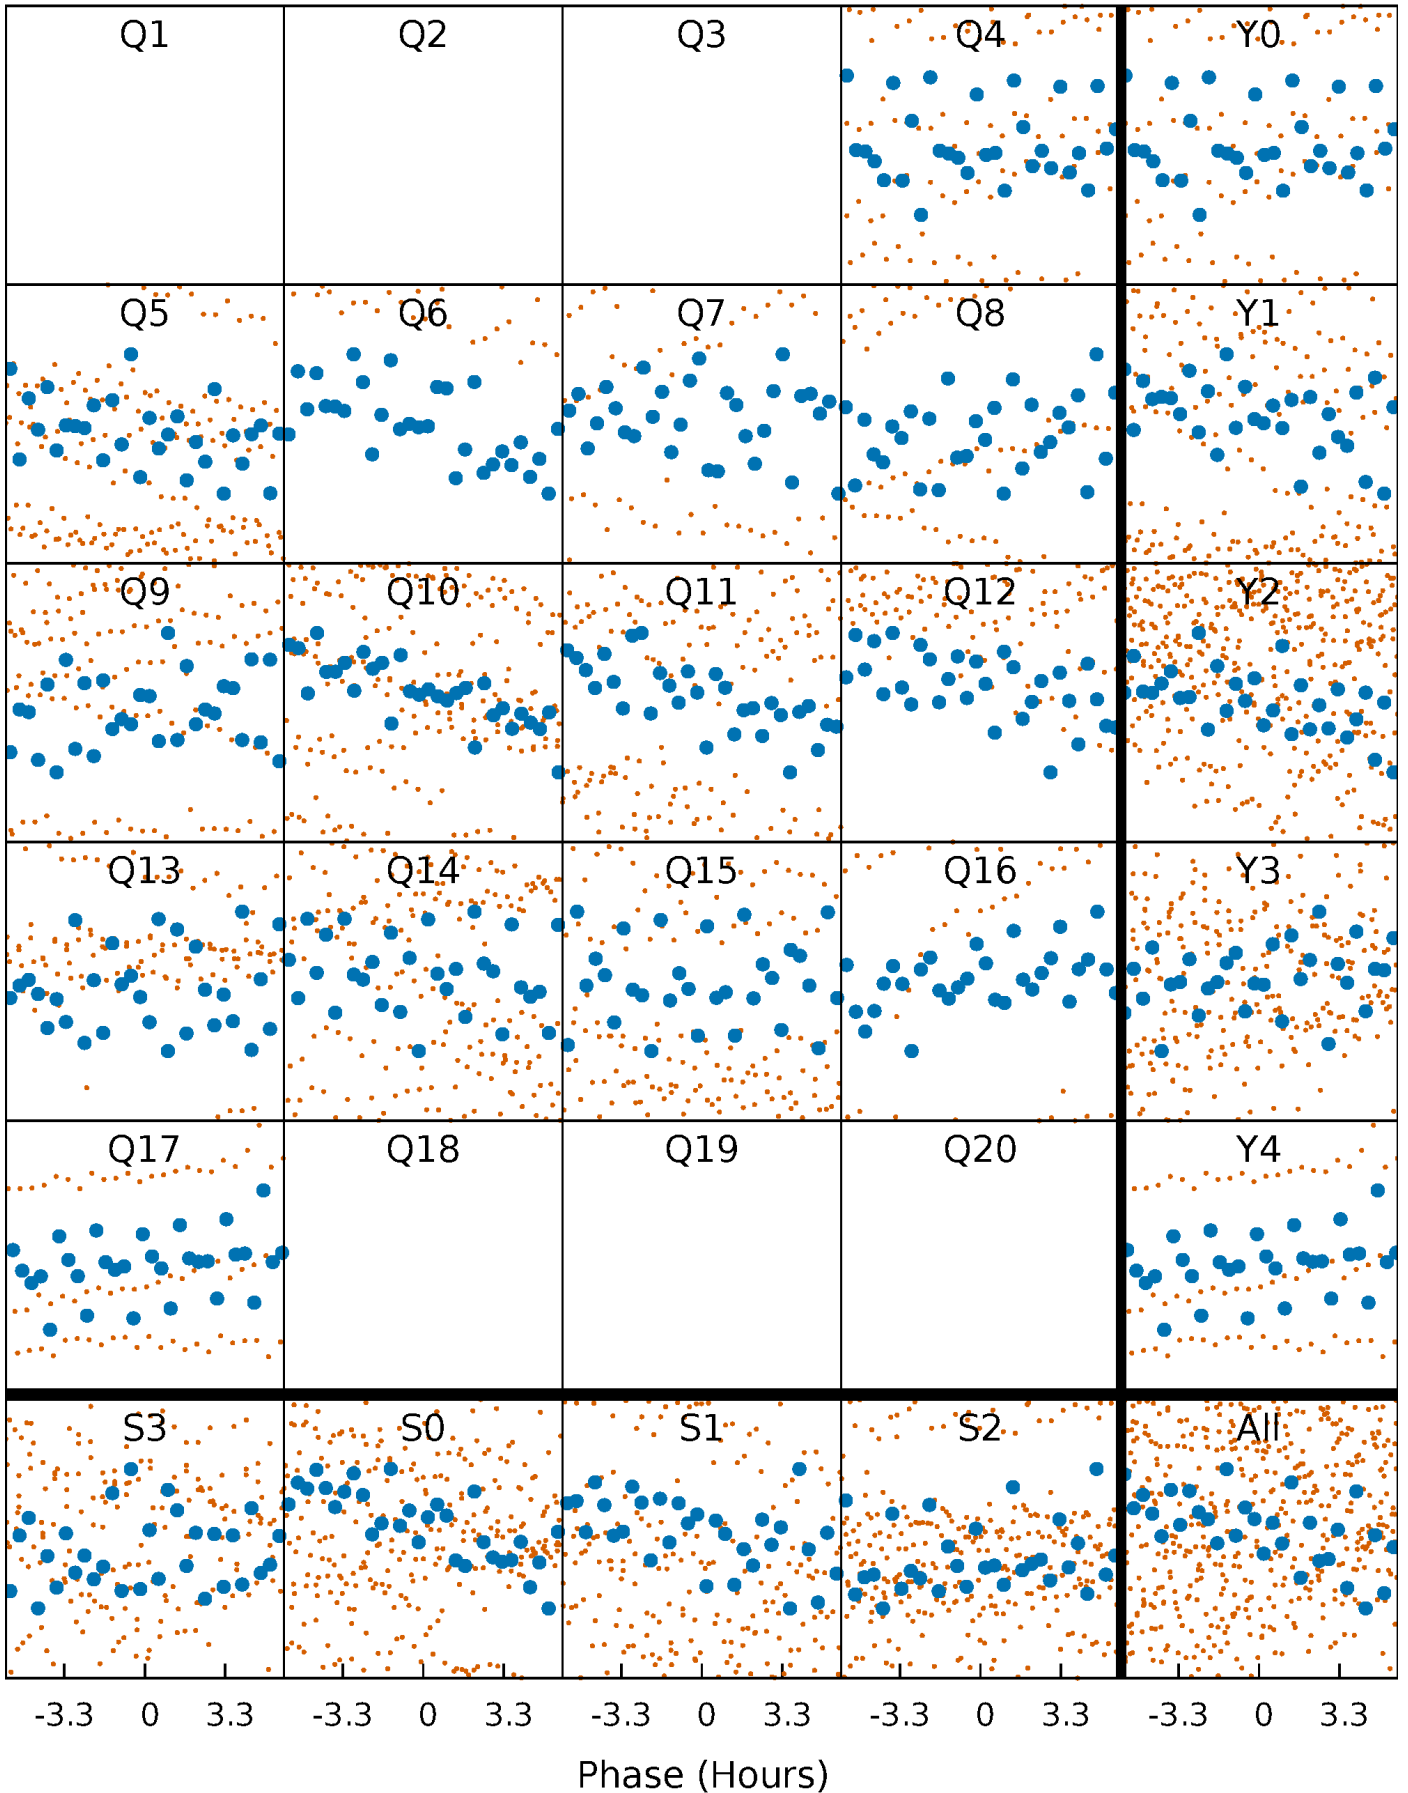 Q1 Q2 Q3 Q4 Y0
Q5 Q6 Q7 Q8 Y1
Q9 Q10 Q11 Q12 Y2
Q13 Q14 Q15 Q16 Y3
Q17 Q18 Q19 Q20 Y4
S3 S0 S1 S2 All
-3.3 0 3.3 -3.3 0 3.3 -3.3 0 3.3 -3.3 0 3.3 -3.3 0 3.3
Phase (Hours)